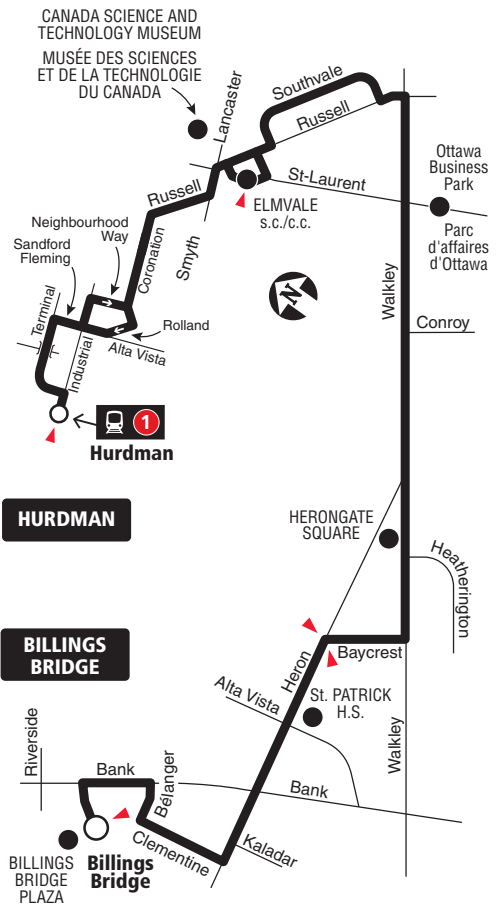 CANADA SCIENCE AND
TECHNOLOGY MUSEUM
MUSÉE DES SCIENCES
ET DE LA TECHNOLOGIE
DU CANADA
Lancaster
Southvale
Russell
Ottawa
Business
Park
St-Laurent
ELMVALE
s.c./c.c.
Parc
d'affaires
d'Ottawa
Russell
Neighbourhood
Way
Sandford
Fleming
Coronation
Smyth
N
Walkley
Terminal
Rolland
Conroy
Industrial
Alta Vista
1
Hurdman
HURDMAN
HERONGATE
SQUARE
Heatherington
BILLINGS
BRIDGE
Baycrest
Heron
Alta Vista
St. PATRICK
H.S.
Riverside
Bank
Bélanger
Bank
Walkley
Clementine
Kaladar
BILLINGS
BRIDGE
PLAZA
Billings
Bridge